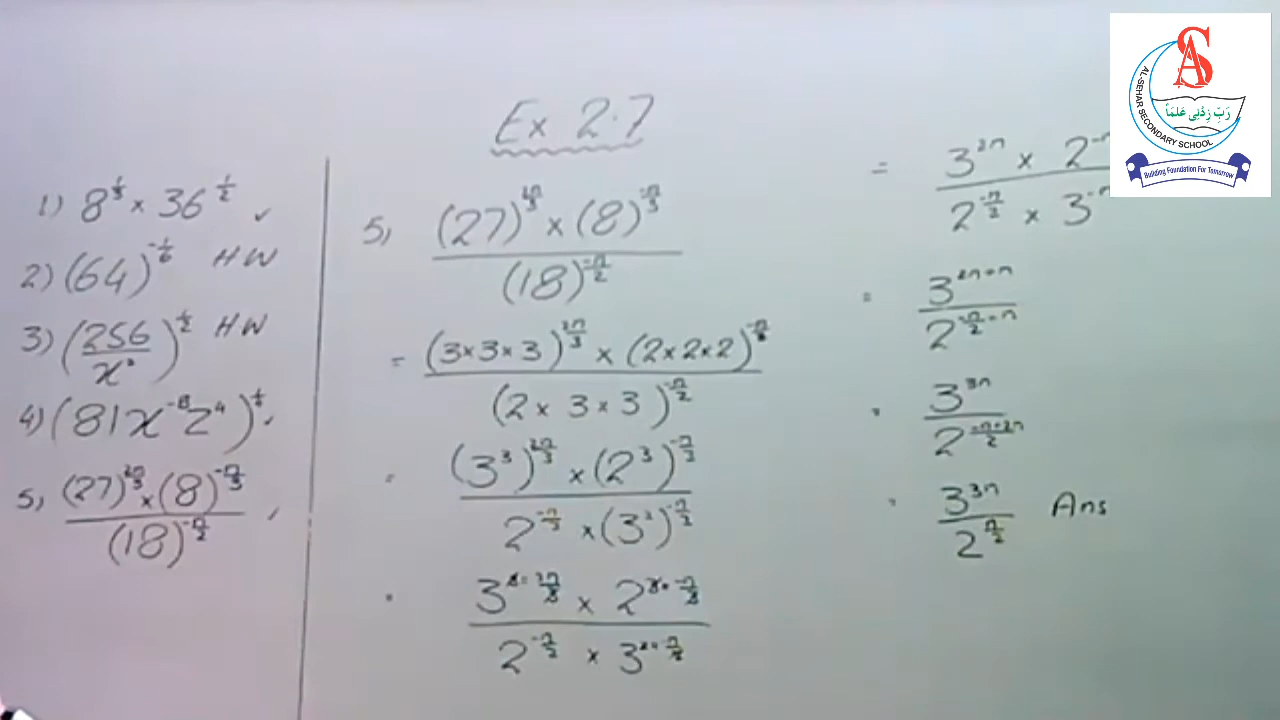 Ex 2.7
1) 8^(1/3) × 36^(1/2) ✓
2) (64)^(-1/6) HW
3) (256/x²)^(1/2) HW
4) (81x^(-8)z^4)^(1/4) ✓
5) ((27)^(2n/3) × (8)^(-n/3)) / (18)^(-n/2)
5) ((27)^(2n/3) × (8)^(-n/3)) / (18)^(-n/2)
= ((3×3×3)^(2n/3) × (2×2×2)^(-n/3)) / (2 × 3 × 3)^(-n/2)
= ((3^3)^(2n/3) × (2^3)^(-n/3)) / (2^(-n/3) × (3^2)^(-n/2))
= (3^(3×2n/3) × 2^(3×-n/3)) / (2^(-n/2) × 3^(2×-n/2))
= (3^(2n) × 2^(-n)) / (2^(-n/2) × 3^(-n))
= 3^(2n+n) / 2^(-n/2+n)
= 3^(3n) / 2^((-n+2n)/2)
= 3^(3n) / 2^(n/2) Ans
SA
AL-SEHAR SECONDARY SCHOOL
رَبِّ زِدْنِی عِلْمًا
Building Foundation For Tomorrow